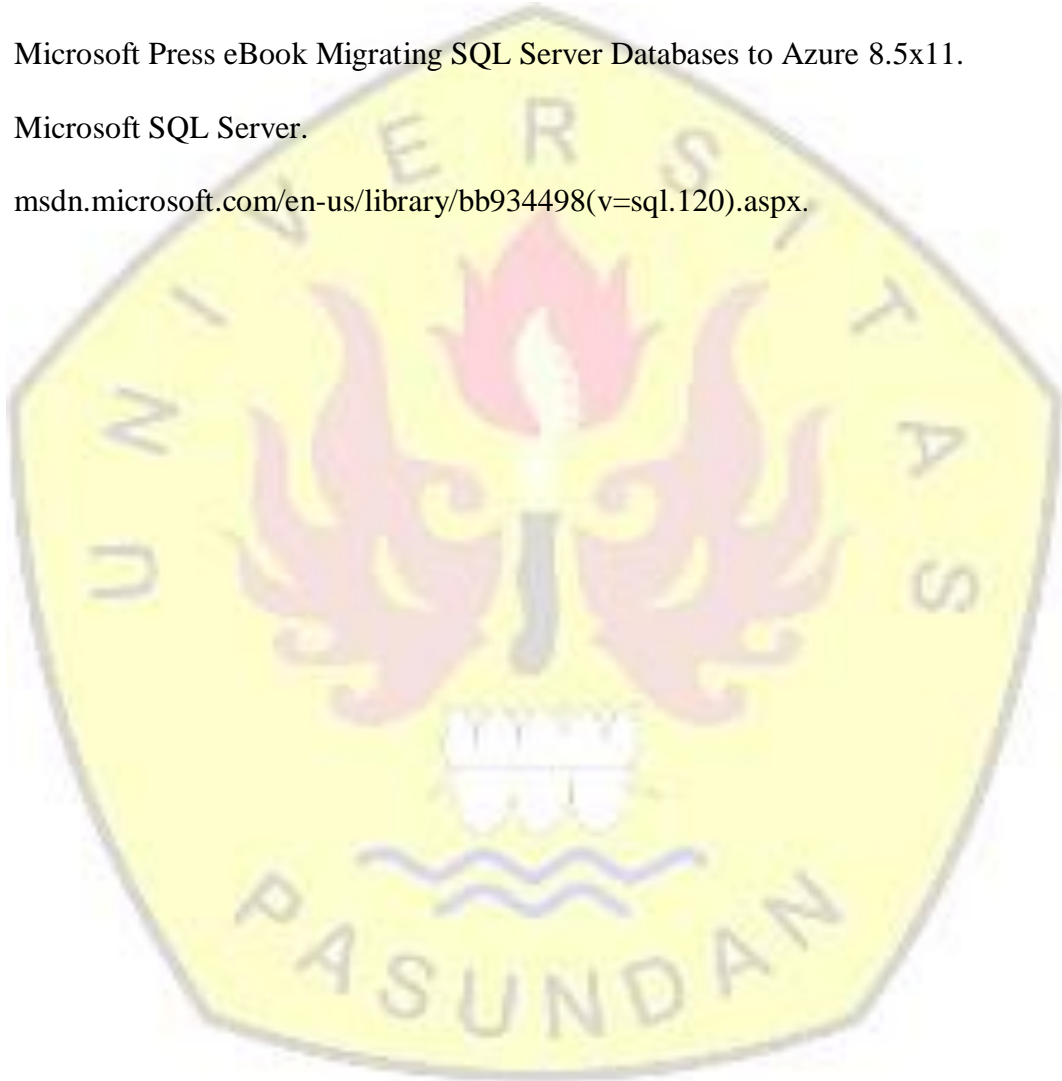 Microsoft Press eBook Migrating SQL Server Databases to Azure 8.5x11.
Microsoft SQL Server.
msdn.microsoft.com/en-us/library/bb934498(v=sql.120).aspx.
UNIVERSITAS
PASUNDAN